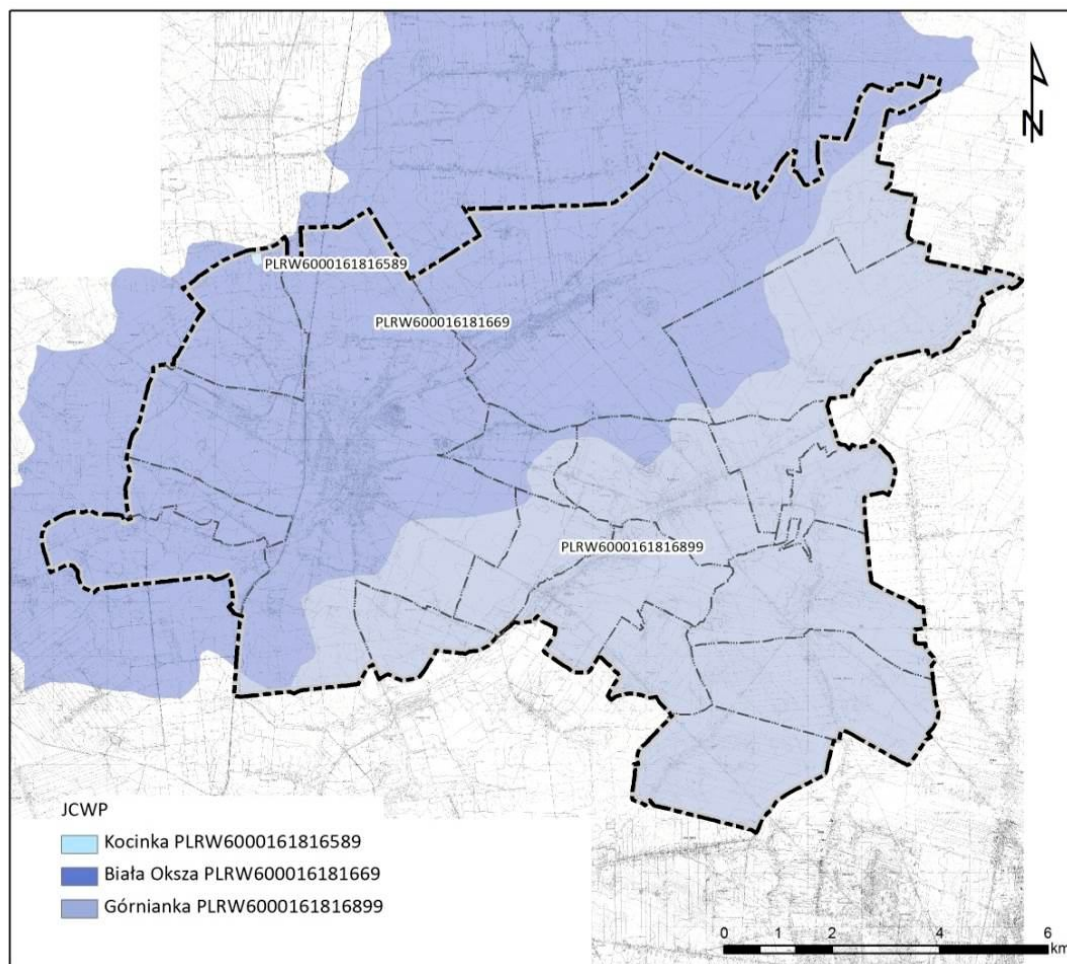 N
PLRW6000161816589
PLRW600016181669
PLRW6000161816899
JCWP
Kocinka PLRW6000161816589
Biała Oksza PLRW600016181669
Górnianka PLRW6000161816899
0 1 2 4 6
km